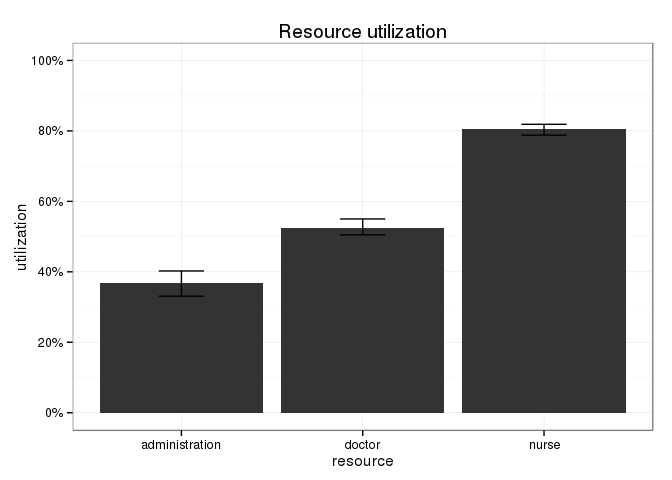 Resource utilization
100%
80%
60%
40%
20%
0%
utilization
administration doctor nurse
resource